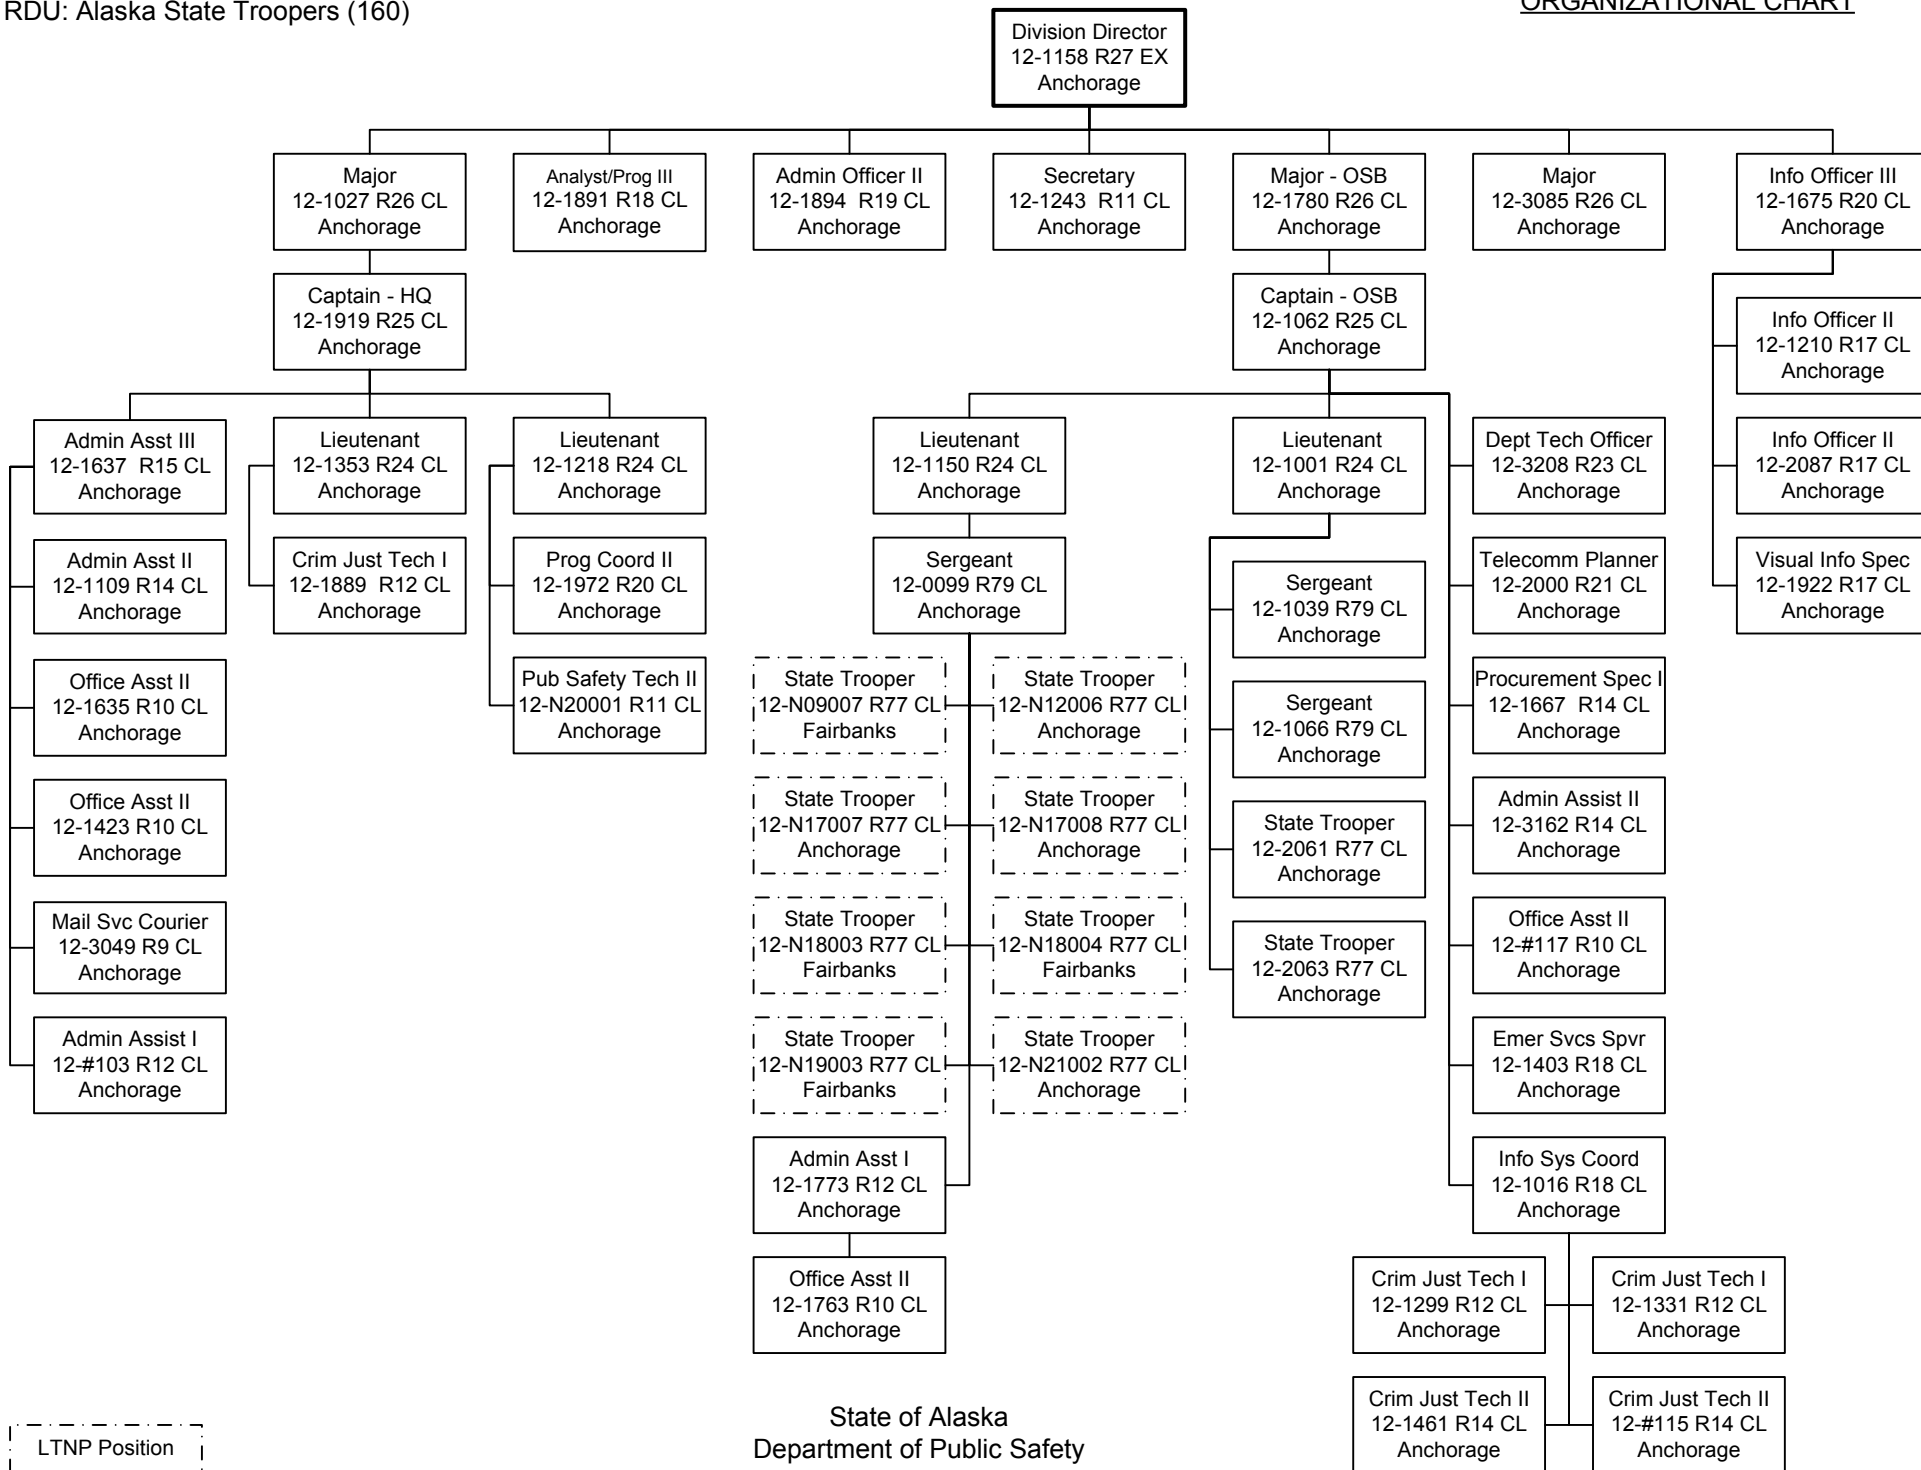 RDU: Alaska State Troopers (160)
ORGANIZATIONAL CHART
Division Director
12-1158 R27 EX
Anchorage
Major
12-1027 R26 CL
Anchorage
Analyst/Prog III
12-1891 R18 CL
Anchorage
Admin Officer II
12-1894 R19 CL
Anchorage
Secretary
12-1243 R11 CL
Anchorage
Major - OSB
12-1780 R26 CL
Anchorage
Major
12-3085 R26 CL
Anchorage
Info Officer III
12-1675 R20 CL
Anchorage
Captain - HQ
12-1919 R25 CL
Anchorage
Captain - OSB
12-1062 R25 CL
Anchorage
Info Officer II
12-1210 R17 CL
Anchorage
Admin Asst III
12-1637 R15 CL
Anchorage
Lieutenant
12-1353 R24 CL
Anchorage
Lieutenant
12-1218 R24 CL
Anchorage
Lieutenant
12-1150 R24 CL
Anchorage
Lieutenant
12-1001 R24 CL
Anchorage
Dept Tech Officer
12-3208 R23 CL
Anchorage
Info Officer II
12-2087 R17 CL
Anchorage
Admin Asst II
12-1109 R14 CL
Anchorage
Crim Just Tech I
12-1889 R12 CL
Anchorage
Prog Coord II
12-1972 R20 CL
Anchorage
Sergeant
12-0099 R79 CL
Anchorage
Sergeant
12-1039 R79 CL
Anchorage
Telecomm Planner
12-2000 R21 CL
Anchorage
Visual Info Spec
12-1922 R17 CL
Anchorage
Office Asst II
12-1635 R10 CL
Anchorage
Pub Safety Tech II
12-N20001 R11 CL
Anchorage
State Trooper
12-N09007 R77 CL
Fairbanks
State Trooper
12-N12006 R77 CL
Anchorage
Sergeant
12-1066 R79 CL
Anchorage
Procurement Spec I
12-1667 R14 CL
Anchorage
Office Asst II
12-1423 R10 CL
Anchorage
State Trooper
12-N17007 R77 CL
Anchorage
State Trooper
12-N17008 R77 CL
Anchorage
State Trooper
12-2061 R77 CL
Anchorage
Admin Assist II
12-3162 R14 CL
Anchorage
Mail Svc Courier
12-3049 R9 CL
Anchorage
State Trooper
12-N18003 R77 CL
Fairbanks
State Trooper
12-N18004 R77 CL
Fairbanks
State Trooper
12-2063 R77 CL
Anchorage
Office Asst II
12-#117 R10 CL
Anchorage
Admin Assist I
12-#103 R12 CL
Anchorage
State Trooper
12-N19003 R77 CL
Fairbanks
State Trooper
12-N21002 R77 CL
Anchorage
Emer Svcs Spvr
12-1403 R18 CL
Anchorage
Admin Asst I
12-1773 R12 CL
Anchorage
Info Sys Coord
12-1016 R18 CL
Anchorage
Office Asst II
12-1763 R10 CL
Anchorage
Crim Just Tech I
12-1299 R12 CL
Anchorage
Crim Just Tech I
12-1331 R12 CL
Anchorage
Crim Just Tech II
12-1461 R14 CL
Anchorage
Crim Just Tech II
12-#115 R14 CL
Anchorage
LTNP Position
State of Alaska
Department of Public Safety